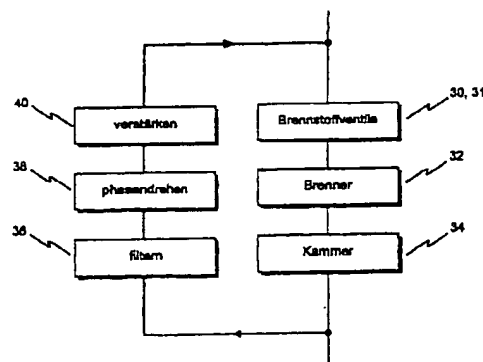 40
verstärken
Brennstoffventile
30, 31
38
phasendrehen
Brenner
32
36
filtern
Kammer
34